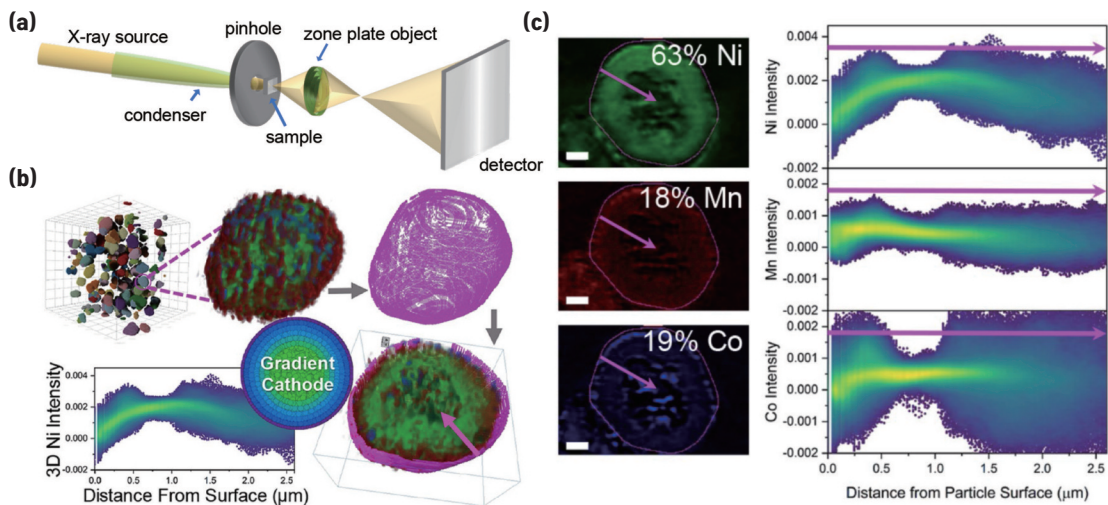 (a)
X-ray source
condenser
pinhole
zone plate object
sample
detector
(b)
Gradient
Cathode
3D Ni Intensity
0.004
0.002
0.000
-0.002
0.0
0.5
1.0
1.5
2.0
2.5
Distance From Surface (µm)
(c)
63% Ni
18% Mn
19% Co
Ni Intensity
0.004
0.002
0.000
-0.002
Mn Intensity
0.002
0.001
0.000
-0.001
-0.002
Co Intensity
0.002
0.001
0.000
-0.001
-0.002
0.0
0.5
1.0
1.5
2.0
2.5
Distance from Particle Surface (µm)